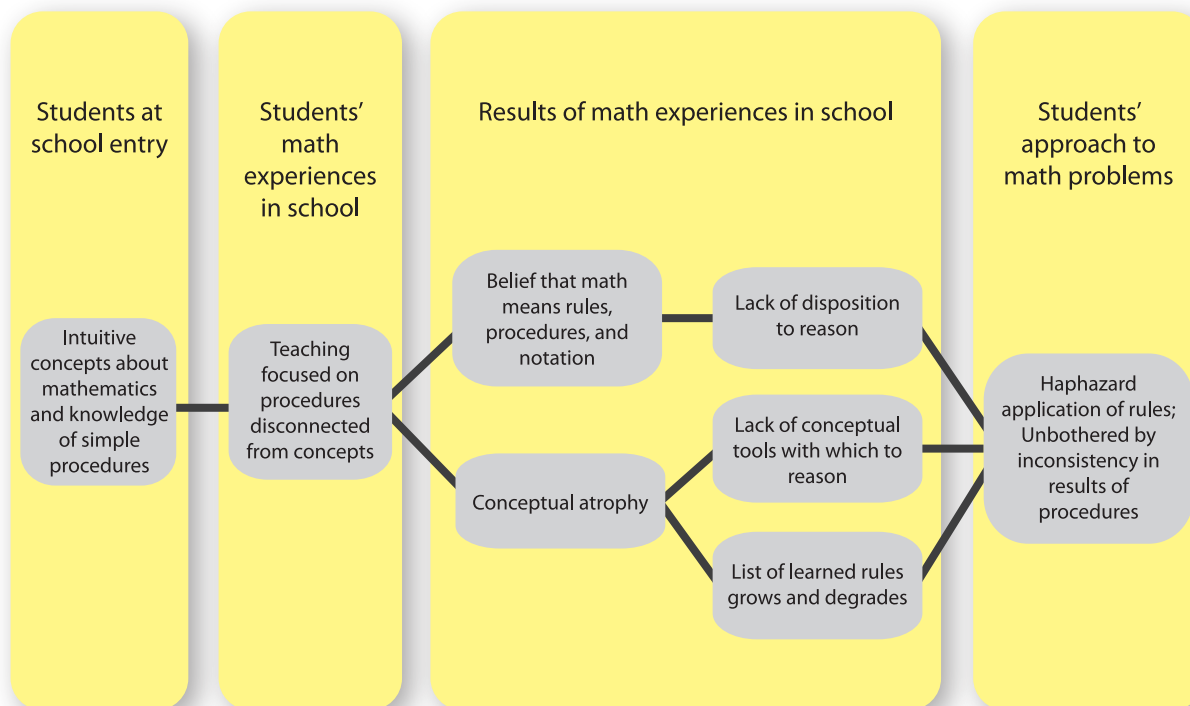 Students at
school entry
Students’
math
experiences
in school
Results of math experiences in school
Students’
approach to
math problems
Intuitive
concepts about
mathematics
and knowledge
of simple
procedures
Teaching
focused on
procedures
disconnected
from concepts
Belief that math
means rules,
procedures, and
notation
Lack of disposition
to reason
Conceptual atrophy
Lack of conceptual
tools with which to
reason
List of learned rules
grows and degrades
Haphazard
application of rules;
Unbothered by
inconsistency in
results of
procedures